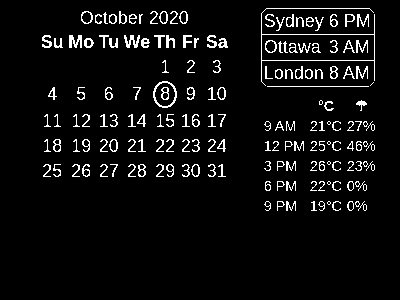 October 2020
Su Mo Tu We Th Fr Sa
1 2 3
4 5 6 7 8 9 10
11 12 13 14 15 16 17
18 19 20 21 22 23 24
25 26 27 28 29 30 31
Sydney 6 PM
Ottawa 3 AM
London 8 AM
°C ☂
9 AM 21°C 27%
12 PM 25°C 46%
3 PM 26°C 23%
6 PM 22°C 0%
9 PM 19°C 0%